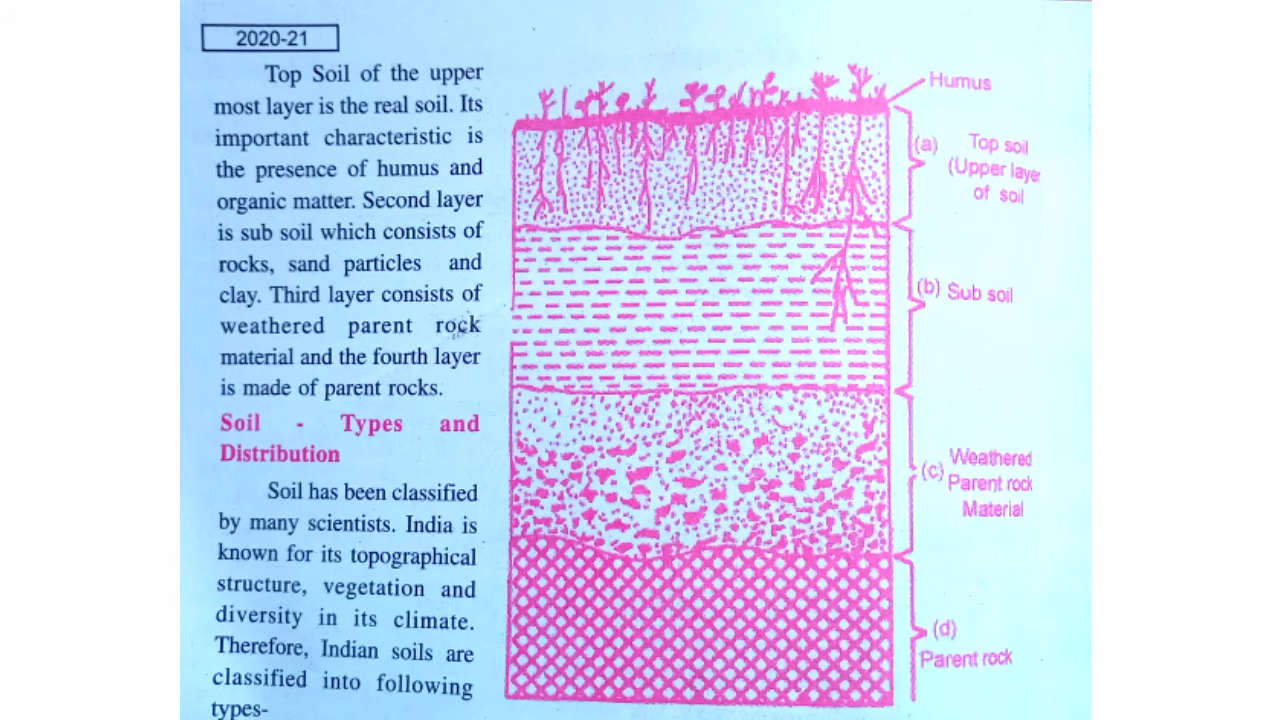 2020-21
Top Soil of the upper
most layer is the real soil. Its
important characteristic is
the presence of humus and
organic matter. Second layer
is sub soil which consists of
rocks, sand particles and
clay. Third layer consists of
weathered parent rock
material and the fourth layer
is made of parent rocks.
Soil - Types and
Distribution
Soil has been classified
by many scientists. India is
known for its topographical
structure, vegetation and
diversity in its climate.
Therefore, Indian soils are
classified into following
types-
Humus
(a) Top soil
(Upper laye
of soil
(b) Sub soil
(c) Weathered
Parent rock
Material
(d)
Parent rock